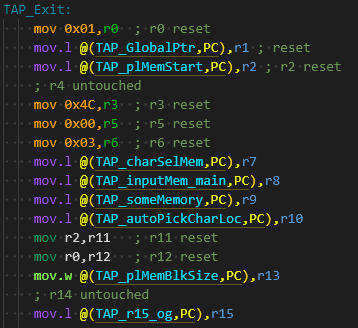 TAP_Exit:
mov 0x01,r0 ; r0 reset
mov.l @(TAP_GlobalPtr,PC),r1 ; reset
mov.l @(TAP_plMemStart,PC),r2 ; r2 reset
; r4 untouched
mov 0x4C,r3 ; r3 reset
mov 0x00,r5 ; r5 reset
mov 0x03,r6 ; r6 reset
mov.l @(TAP_charSelMem,PC),r7
mov.l @(TAP_inputMem_main,PC),r8
mov.l @(TAP_someMemory,PC),r9
mov.l @(TAP_autoPickCharLoc,PC),r10
mov r2,r11 ; r11 reset
mov r0,r12 ; r12 reset
mov.w @(TAP_plMemBlkSize,PC),r13
; r14 untouched
mov.l @(TAP_r15_og,PC),r15